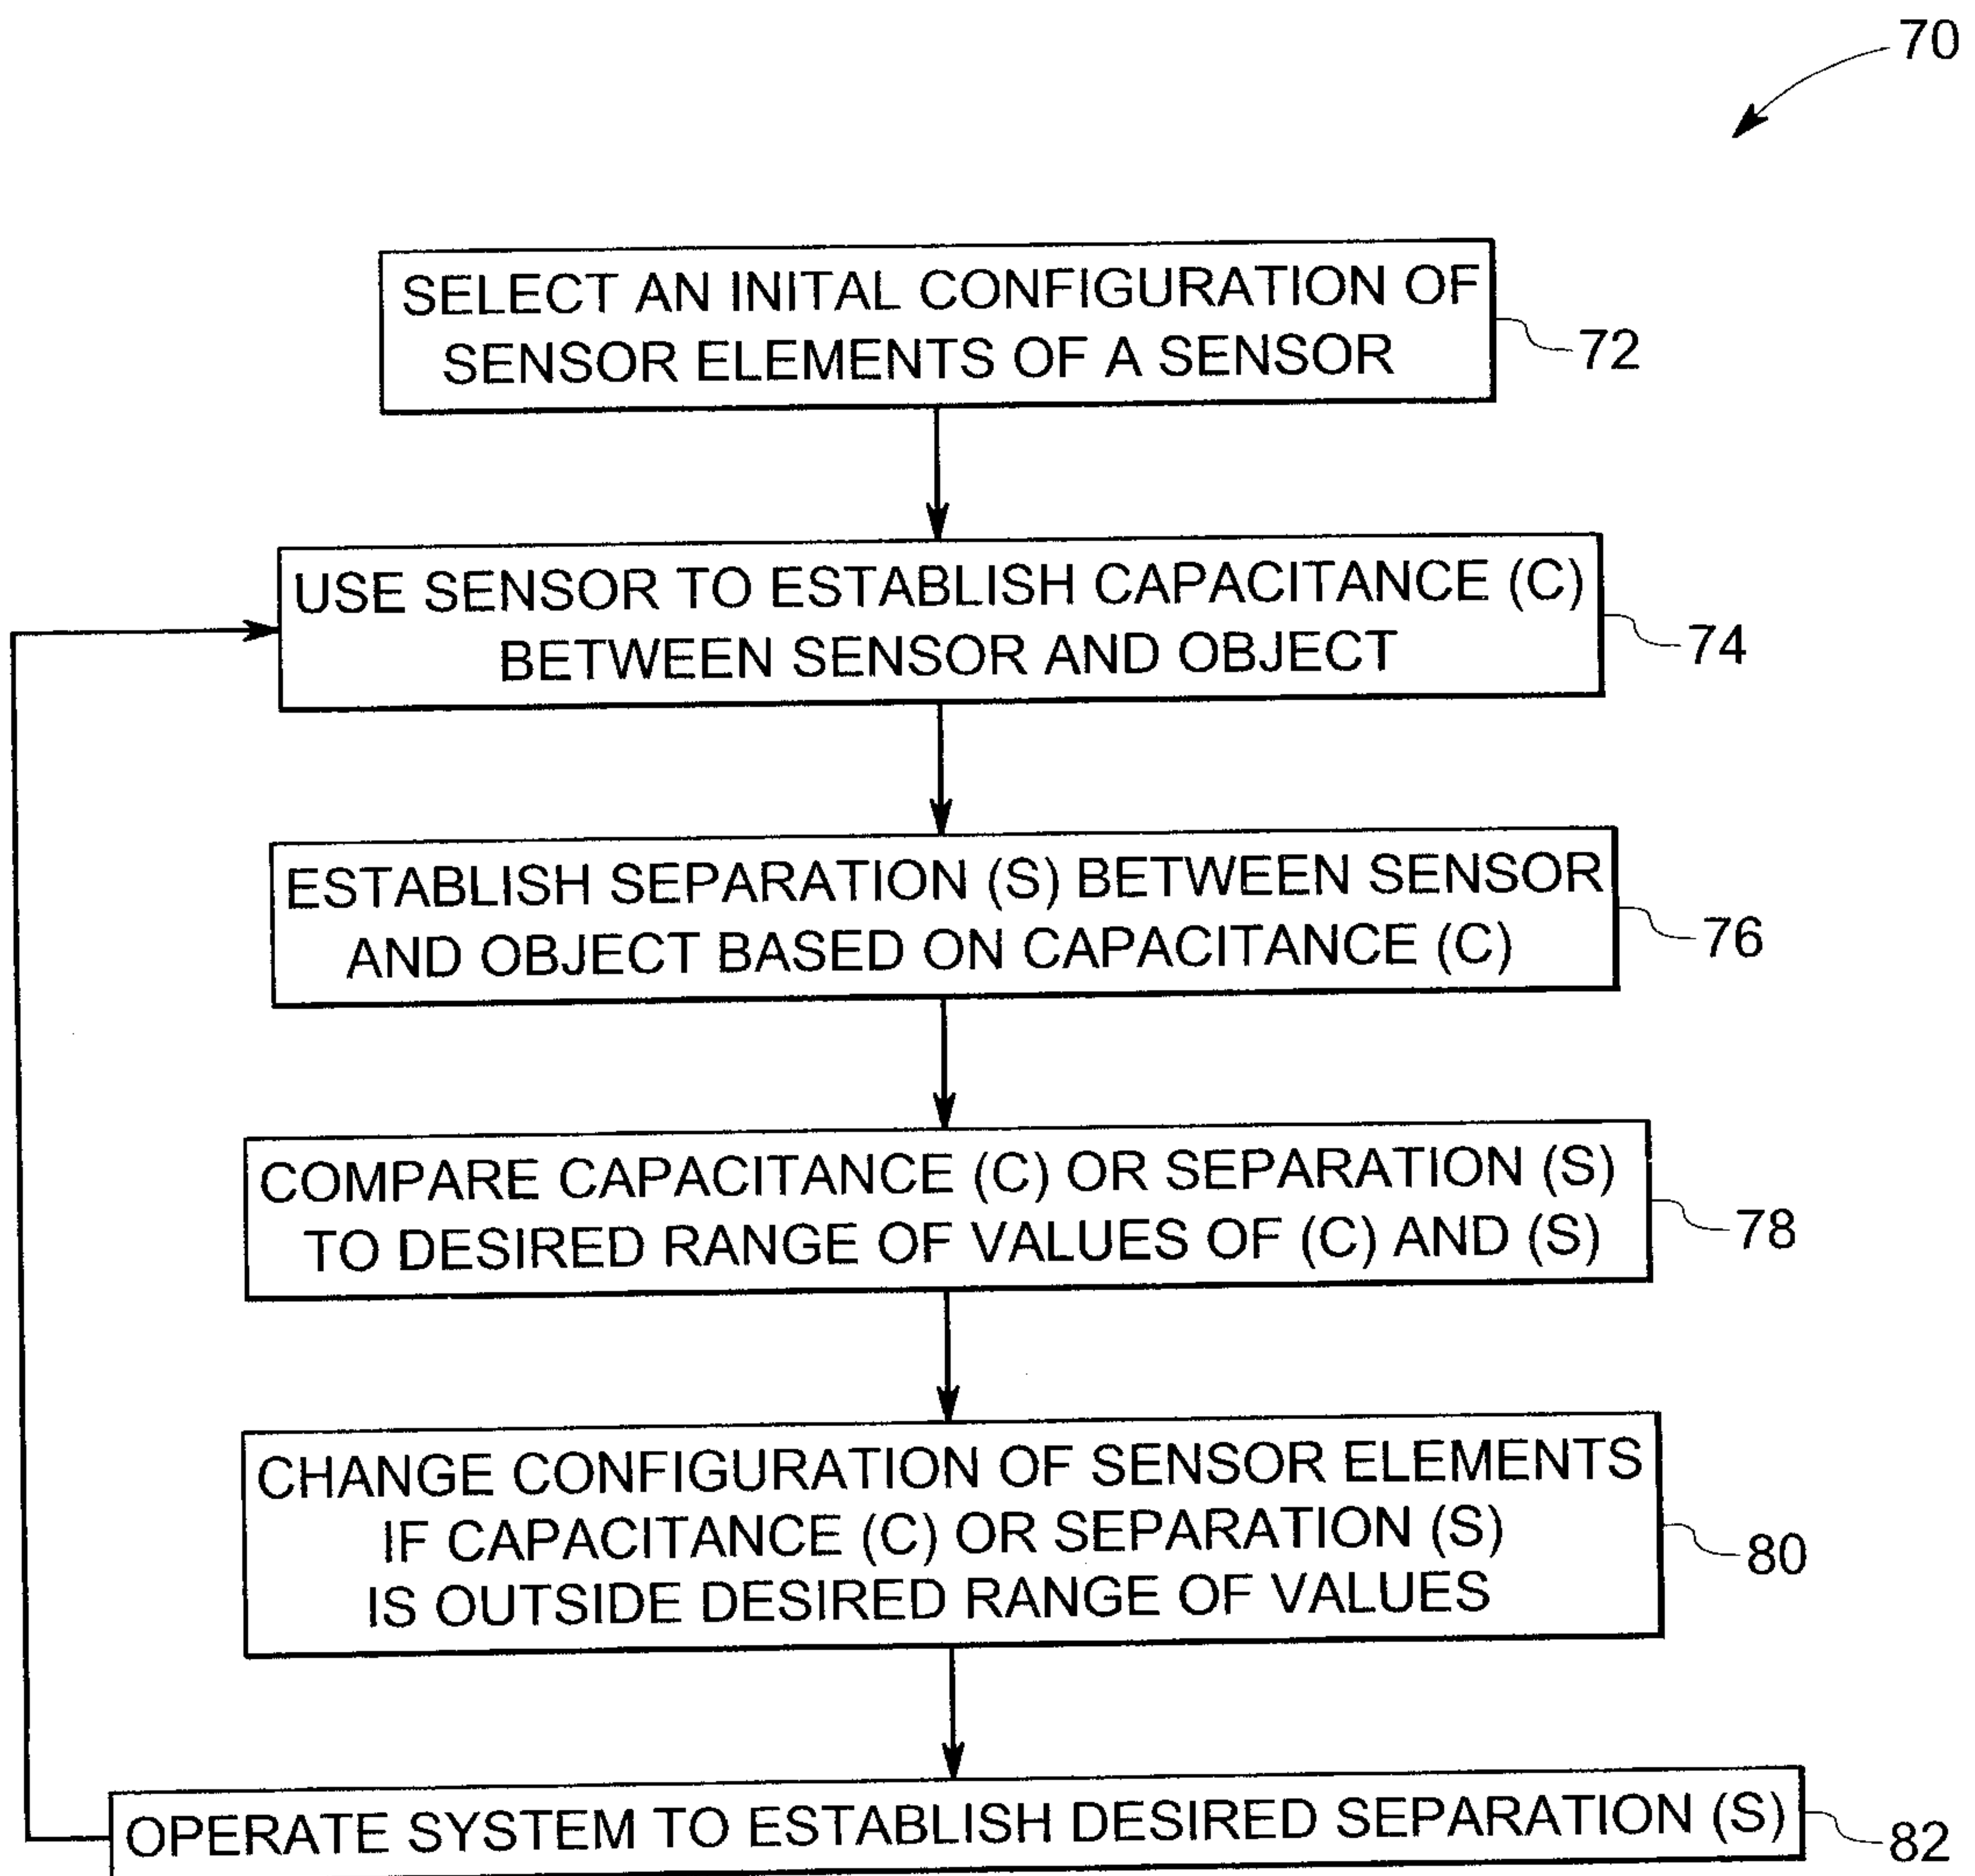 70
SELECT AN INITAL CONFIGURATION OF
SENSOR ELEMENTS OF A SENSOR
72
USE SENSOR TO ESTABLISH CAPACITANCE (C)
BETWEEN SENSOR AND OBJECT
74
ESTABLISH SEPARATION (S) BETWEEN SENSOR
AND OBJECT BASED ON CAPACITANCE (C)
76
COMPARE CAPACITANCE (C) OR SEPARATION (S)
TO DESIRED RANGE OF VALUES OF (C) AND (S)
78
CHANGE CONFIGURATION OF SENSOR ELEMENTS
IF CAPACITANCE (C) OR SEPARATION (S)
IS OUTSIDE DESIRED RANGE OF VALUES
80
OPERATE SYSTEM TO ESTABLISH DESIRED SEPARATION (S)
82